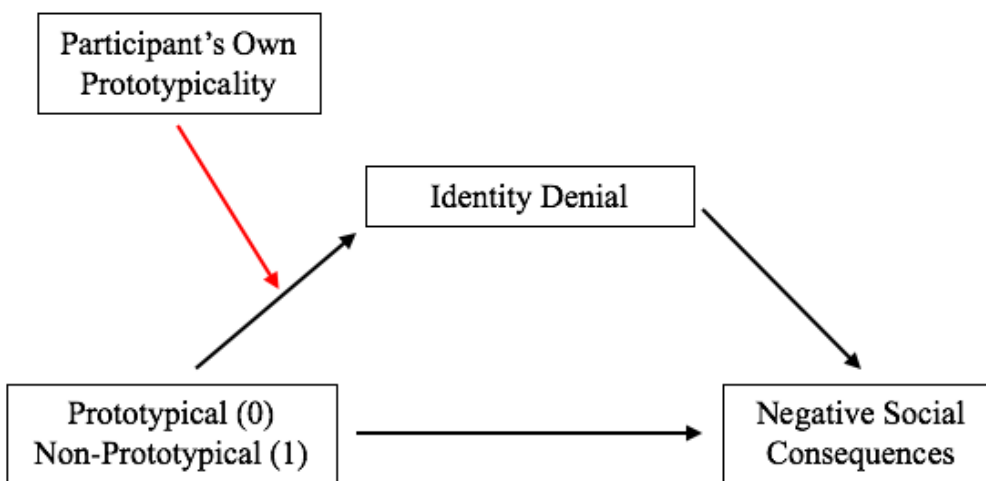 Participant's Own
Prototypicality
Identity Denial
Prototypical (0)
Non-Prototypical (1)
Negative Social
Consequences